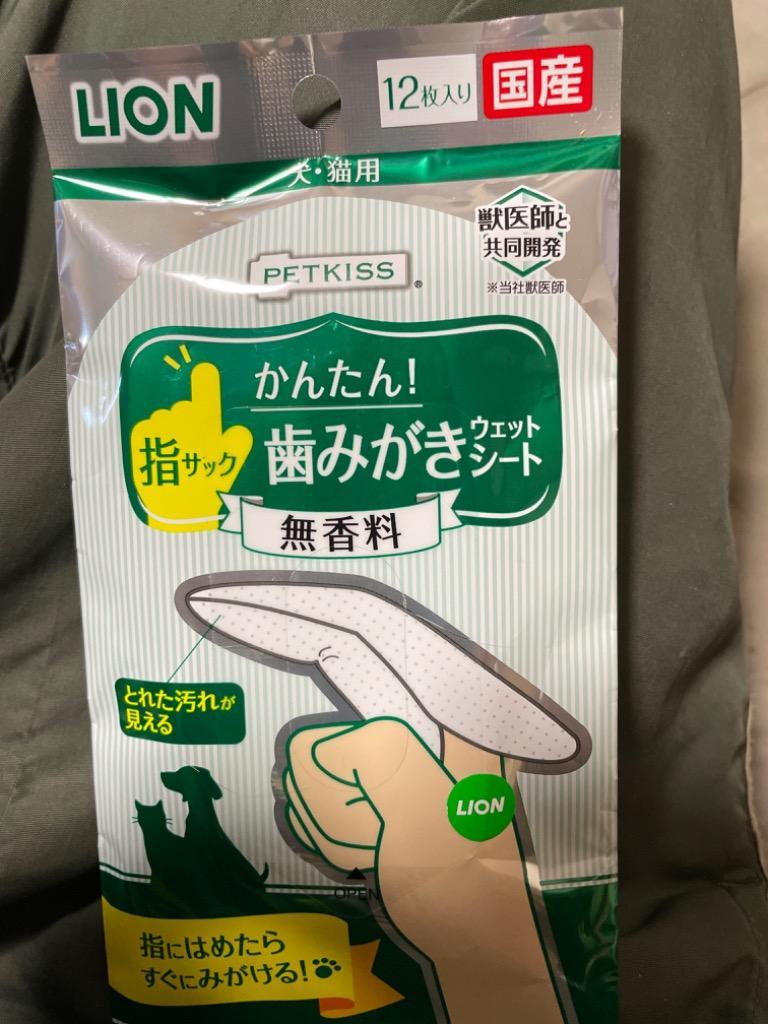 LION
12枚入り
国産
犬・猫用
獣医師と
共同開発
※当社獣医師
PETKISS®
かんたん!
指サック
歯みがき
ウェット
シート
無香料
とれた汚れが
見える
LION
OPEN
指にはめたら
すぐにみがける!